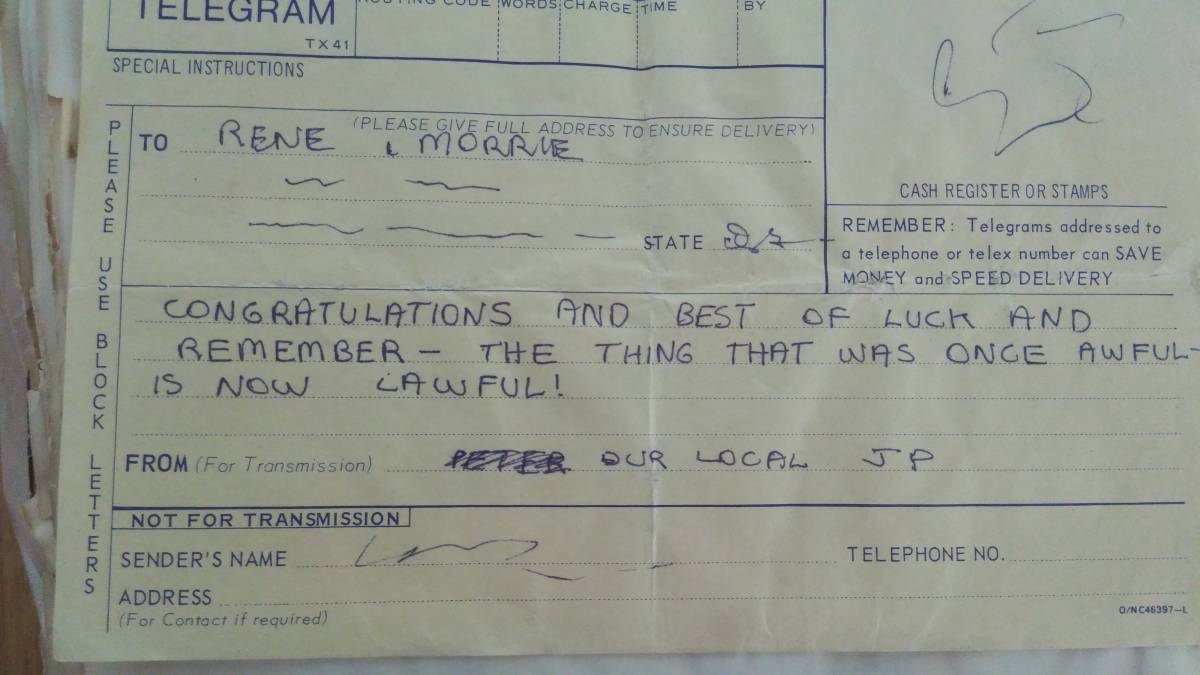 TELEGRAM
TX 41
ROUTING CODE WORDS CHARGE TIME BY
SPECIAL INSTRUCTIONS
PLEASE USE BLOCK LETTERS
(PLEASE GIVE FULL ADDRESS TO ENSURE DELIVERY)
TO RENE & MORRIE
STATE
CASH REGISTER OR STAMPS
REMEMBER: Telegrams addressed to
a telephone or telex number can SAVE
MONEY and SPEED DELIVERY
CONGRATULATIONS AND BEST OF LUCK AND
REMEMBER - THE THING THAT WAS ONCE AWFUL-
IS NOW LAWFUL!
FROM (For Transmission) PETER OUR LOCAL JP
NOT FOR TRANSMISSION
SENDER'S NAME
TELEPHONE NO.
ADDRESS
(For Contact if required)
O/NC46397-L